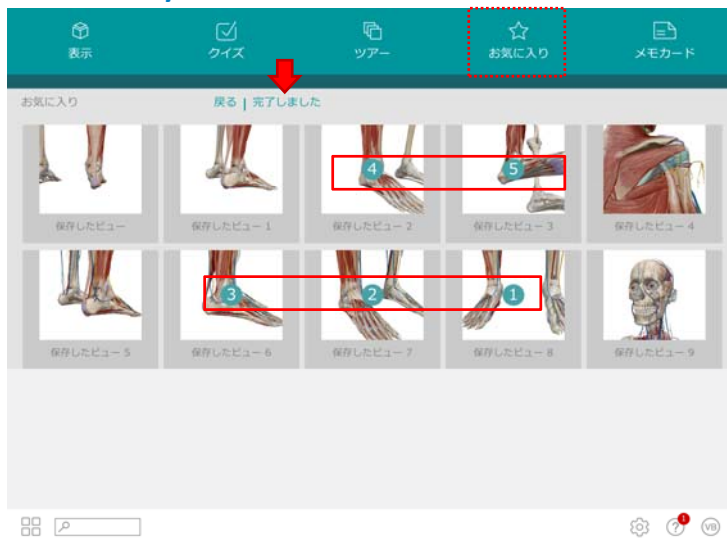 表示
クイズ
ツアー
お気に入り
メモカード
お気に入り
戻る | 完了しました
4
5
保存したビュー
保存したビュー 1
保存したビュー 2
保存したビュー 3
保存したビュー 4
3
2
1
保存したビュー 5
保存したビュー 6
保存したビュー 7
保存したビュー 8
保存したビュー 9
?
1
VB